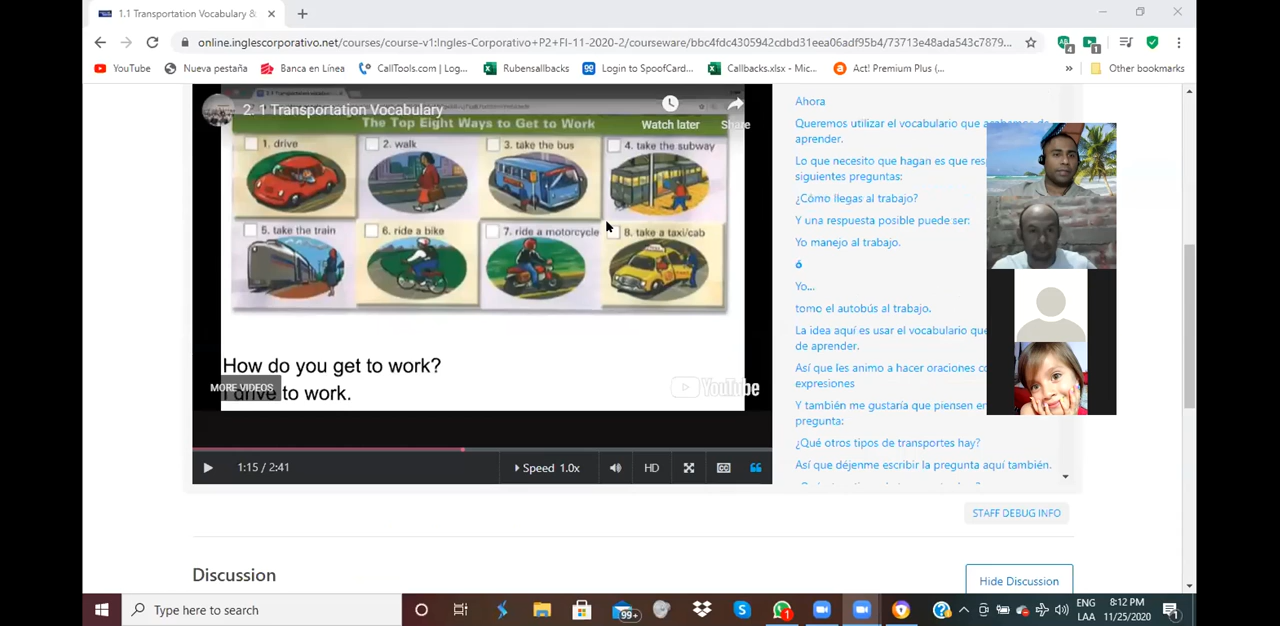 1.1 Transportation Vocabulary &
online.inglescorporativo.net/courses/course-v1:Ingles-Corporativo+P2+FI-11-2020-2/courseware/bbc4fdc4305942cdbd31eea06adf95b4/73713e48ada543c7879...
YouTube
Nueva pestaña
Banca en Línea
CallTools.com | Log...
Rubensallbacks
Login to SpoofCard...
Callbacks.xlsx - Mic...
Act! Premium Plus (...
»
Other bookmarks
2. 1 Transportation Vocabulary
Watch later
Share
The Top Eight Ways to Get to Work
1. drive
2. walk
3. take the bus
4. take the subway
5. take the train
6. ride a bike
7. ride a motorcycle
8. take a taxi/cab
How do you get to work?
MORE VIDEOS
I drive to work.
YouTube
1:15 / 2:41
Speed 1.0x
HD
Ahora
Queremos utilizar el vocabulario que acabamos de
aprender.
Lo que necesito que hagan es que
siguientes preguntas:
¿Cómo llegas al trabajo?
Y una respuesta posible puede ser:
Yo manejo al trabajo.
ó
Yo...
tomo el autobús al trabajo.
La idea aquí es usar el vocabulario que
de aprender.
Así que les animo a hacer oraciones
expresiones
Y también me gustaría que piensen en
pregunta:
¿Qué otros tipos de transportes hay?
Así que déjenme escribir la pregunta aquí también.
STAFF DEBUG INFO
Discussion
Hide Discussion
Type here to search
99+
1
ENG
LAA
8:12 PM
11/25/2020
1